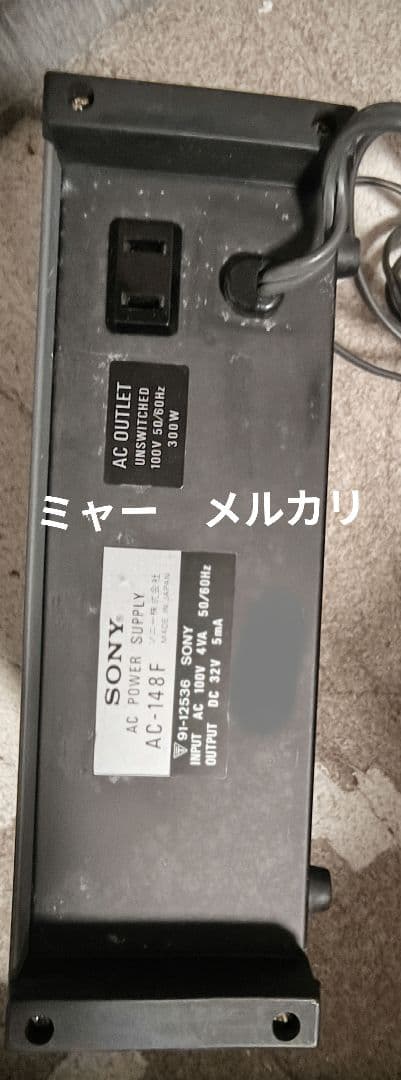 AC OUTLET
UNSWITCHED
100V 50/60Hz
300W
ミャー　メルカリ
SONY®
AC POWER SUPPLY ソニー株式会社
AC-148F MADE IN JAPAN
▽ 91-12536 SONY
INPUT AC 100V 4VA 50/60Hz
OUTPUT DC 32V 5mA